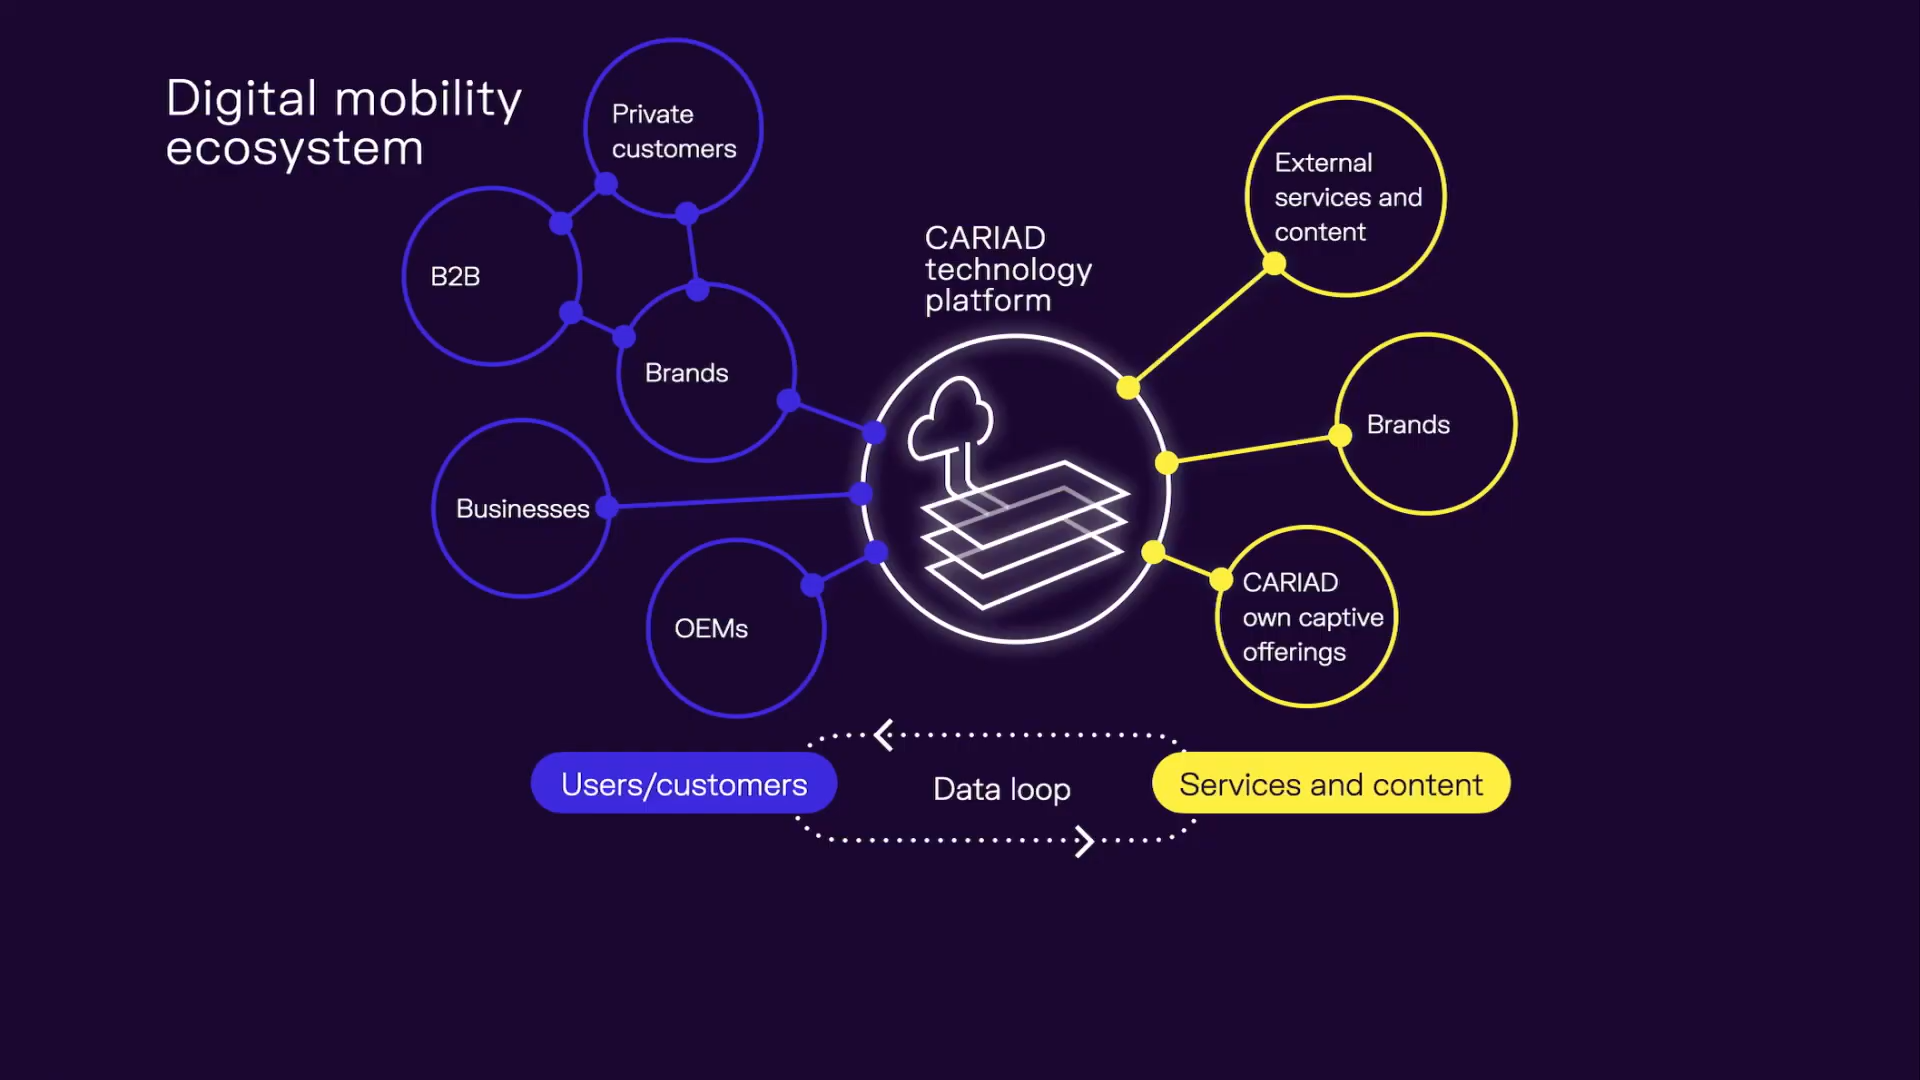 Digital mobility
ecosystem
Private
customers
B2B
Brands
Businesses
OEMs
CARIAD
technology
platform
External
services and
content
Brands
CARIAD
own captive
offerings
Users/customers
Data loop
Services and content